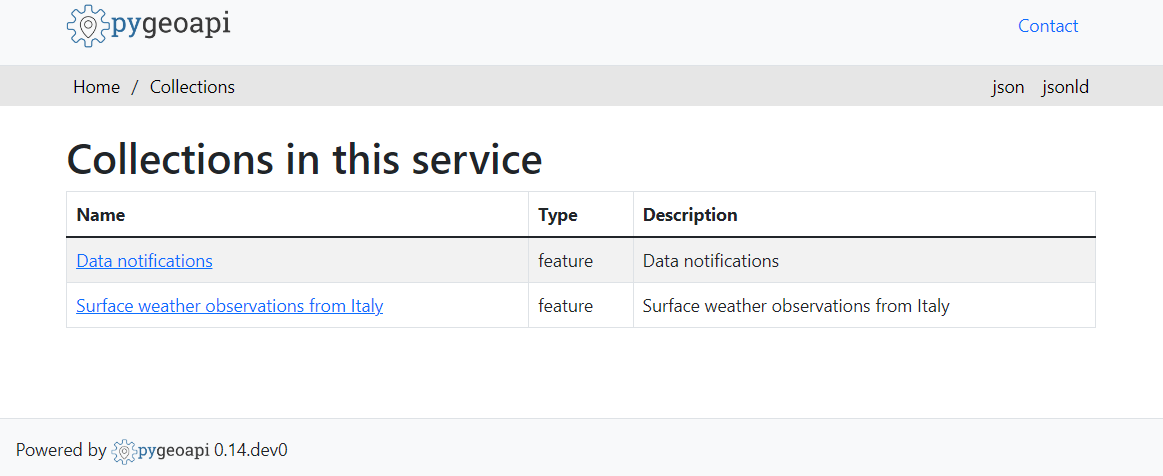 pygeoapi
Contact
Home / Collections
json jsonld
Collections in this service
Name Type Description
Data notifications feature Data notifications
Surface weather observations from Italy feature Surface weather observations from Italy
Powered by pygeoapi 0.14.dev0